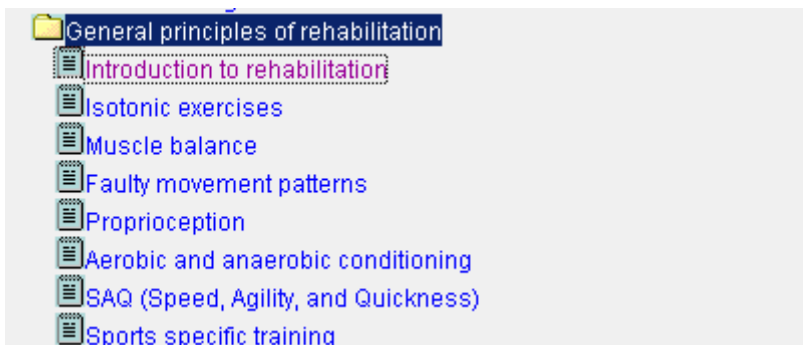 General principles of rehabilitation
Introduction to rehabilitation
Isotonic exercises
Muscle balance
Faulty movement patterns
Proprioception
Aerobic and anaerobic conditioning
SAQ (Speed, Agility, and Quickness)
Sports specific training